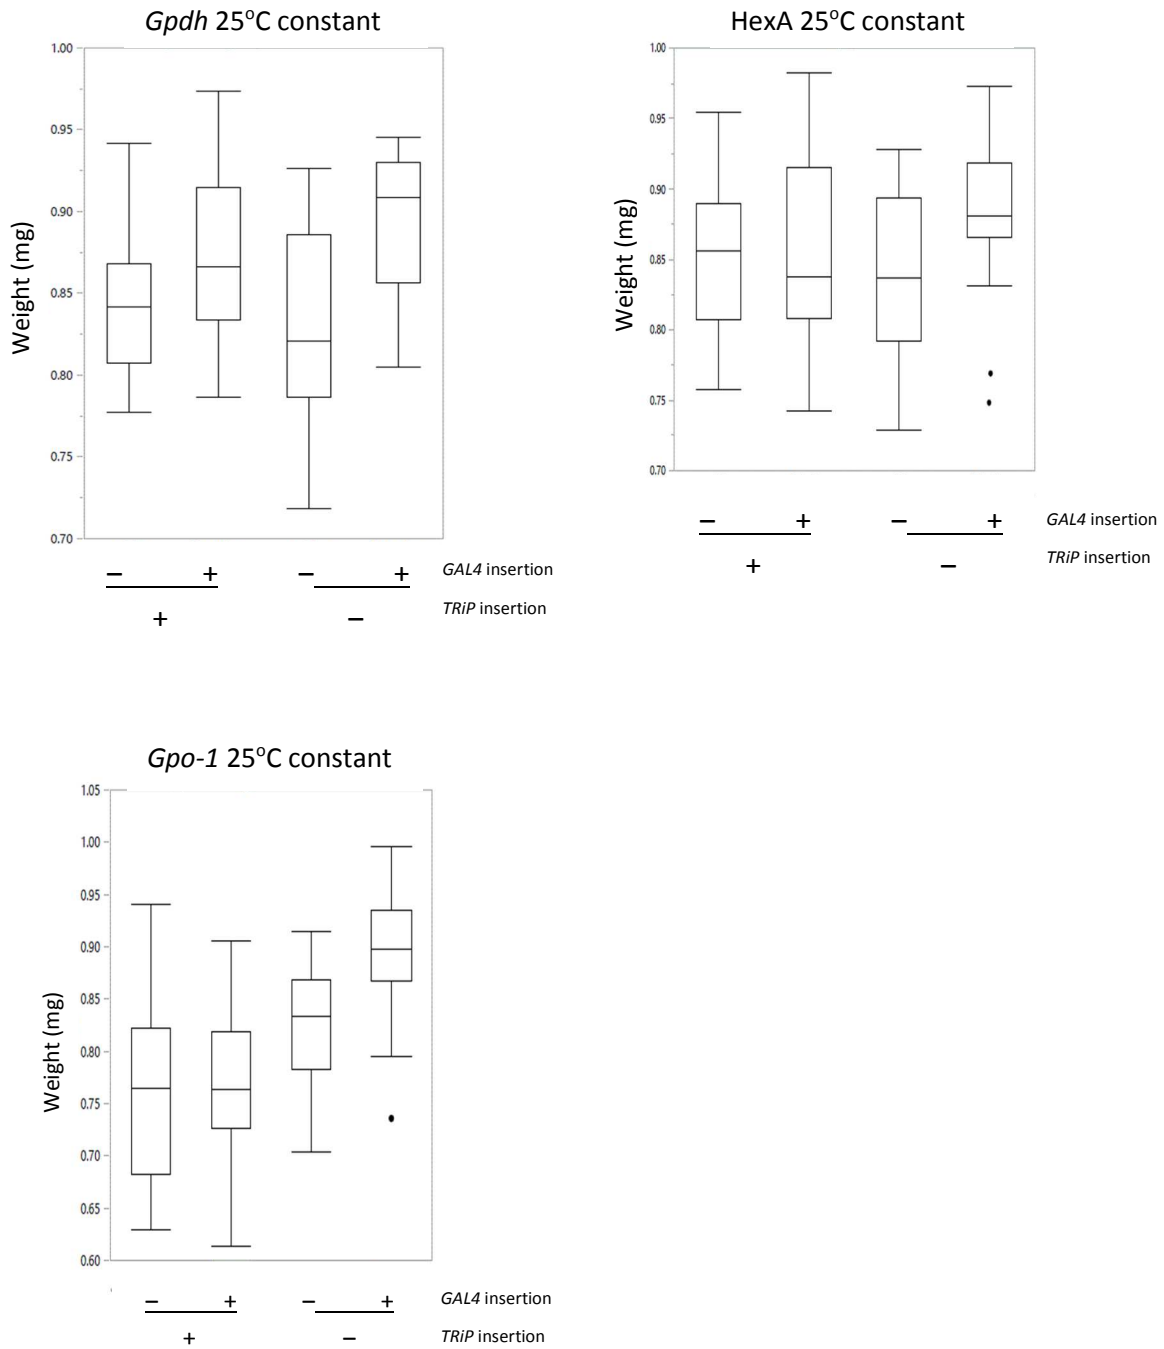 Gpdh 25°C constant
Weight (mg)
1.00
0.95
0.90
0.85
0.80
0.75
0.70
− + − + GAL4 insertion
+ − TRiP insertion
HexA 25°C constant
Weight (mg)
1.00
0.95
0.90
0.85
0.80
0.75
0.70
− + − + GAL4 insertion
+ − TRiP insertion
Gpo-1 25°C constant
Weight (mg)
1.05
1.00
0.95
0.90
0.85
0.80
0.75
0.70
0.65
0.60
− + − + GAL4 insertion
+ − TRiP insertion